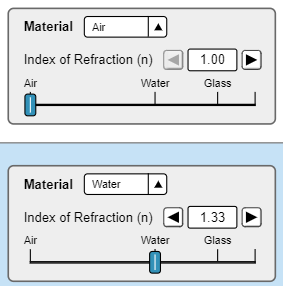 Material Air
Index of Refraction (n) 1.00
Air Water Glass
Material Water
Index of Refraction (n) 1.33
Air Water Glass